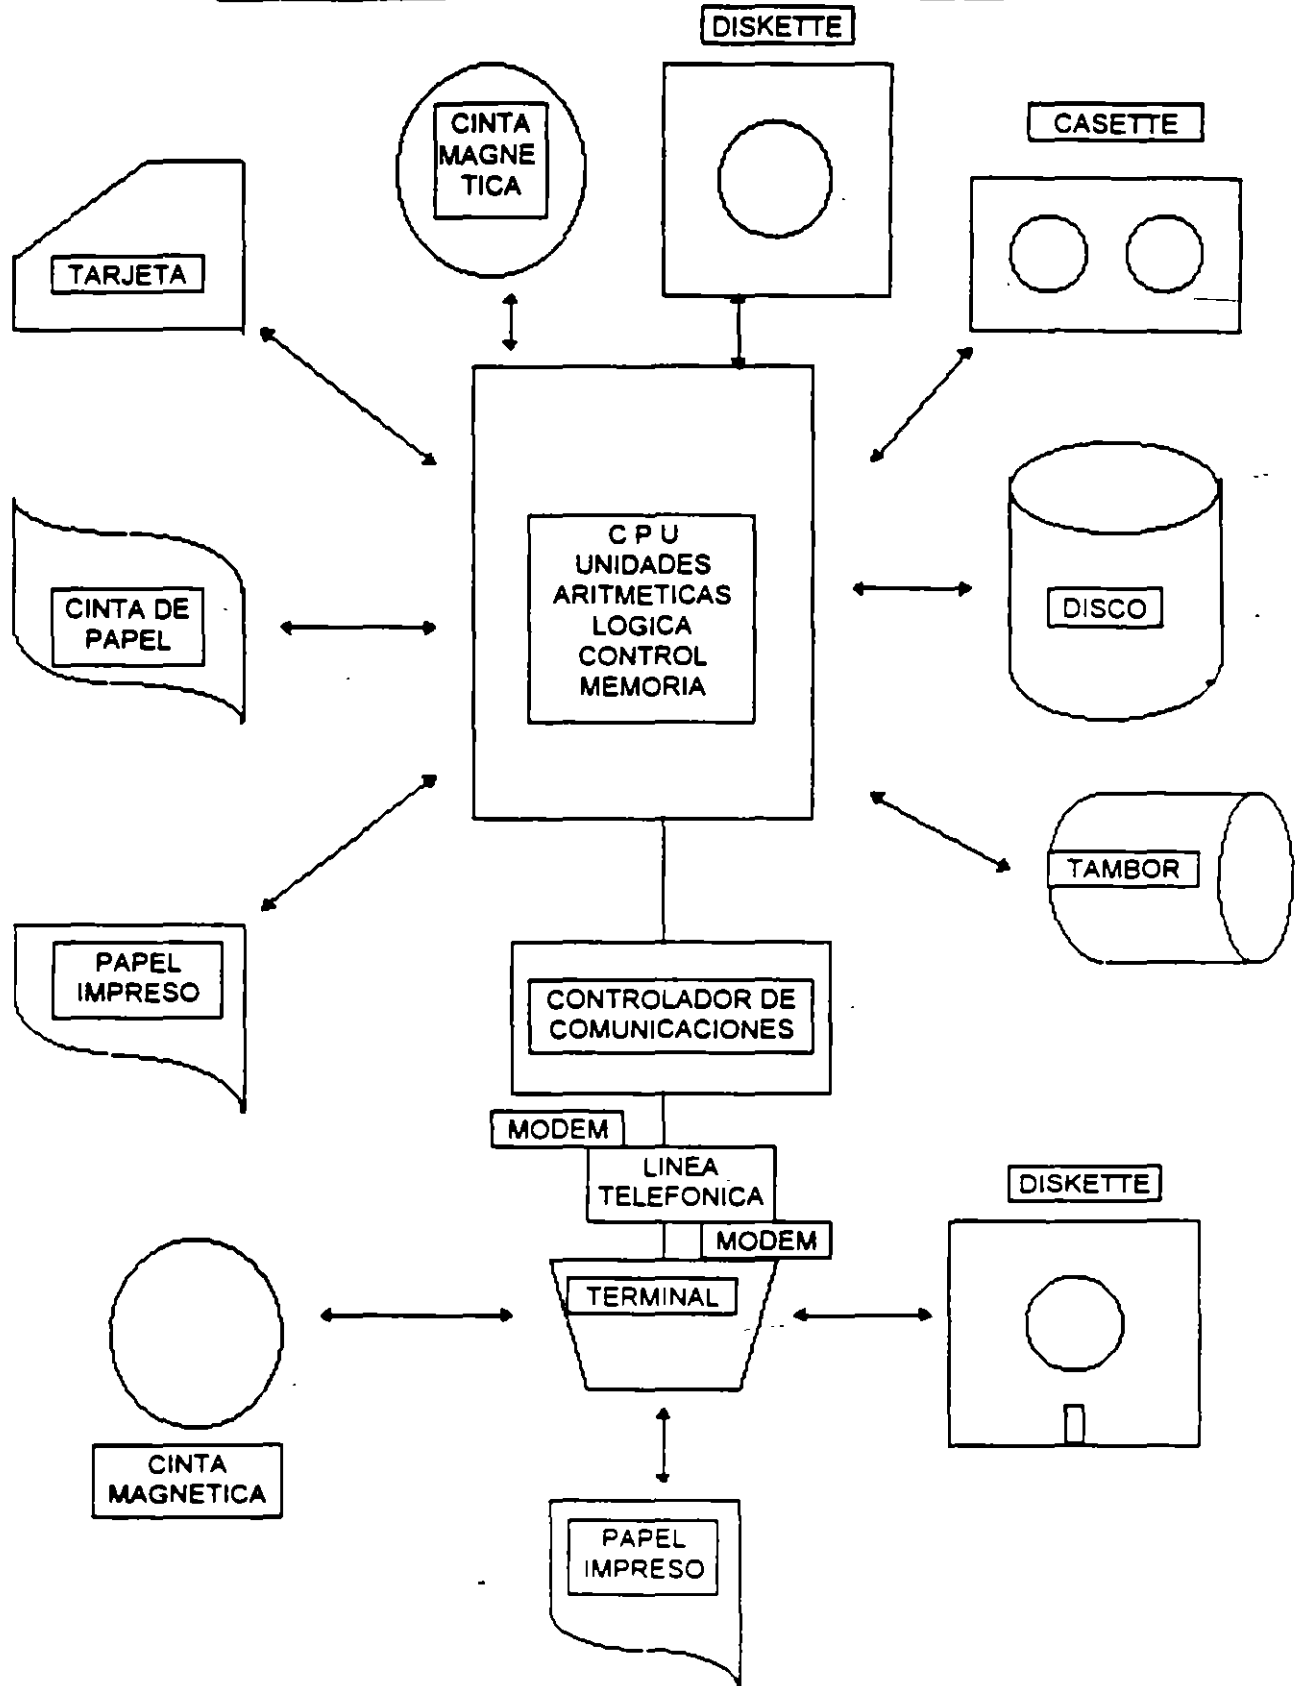 DISKETTE
CINTA
MAGNE
TICA
CASETTE
TARJETA
C P U
UNIDADES
ARITMETICAS
LOGICA
CONTROL
MEMORIA
CINTA DE
PAPEL
DISCO
TAMBOR
PAPEL
IMPRESO
CONTROLADOR DE
COMUNICACIONES
MODEM
LINEA
TELEFONICA
MODEM
DISKETTE
TERMINAL
CINTA
MAGNETICA
PAPEL
IMPRESO